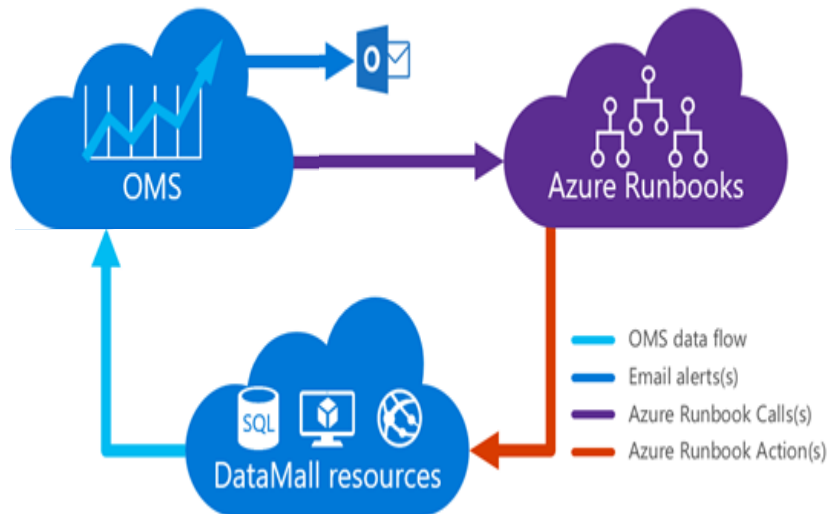 OMS
Azure Runbooks
SQL
DataMall resources
OMS data flow
Email alerts(s)
Azure Runbook Calls(s)
Azure Runbook Action(s)